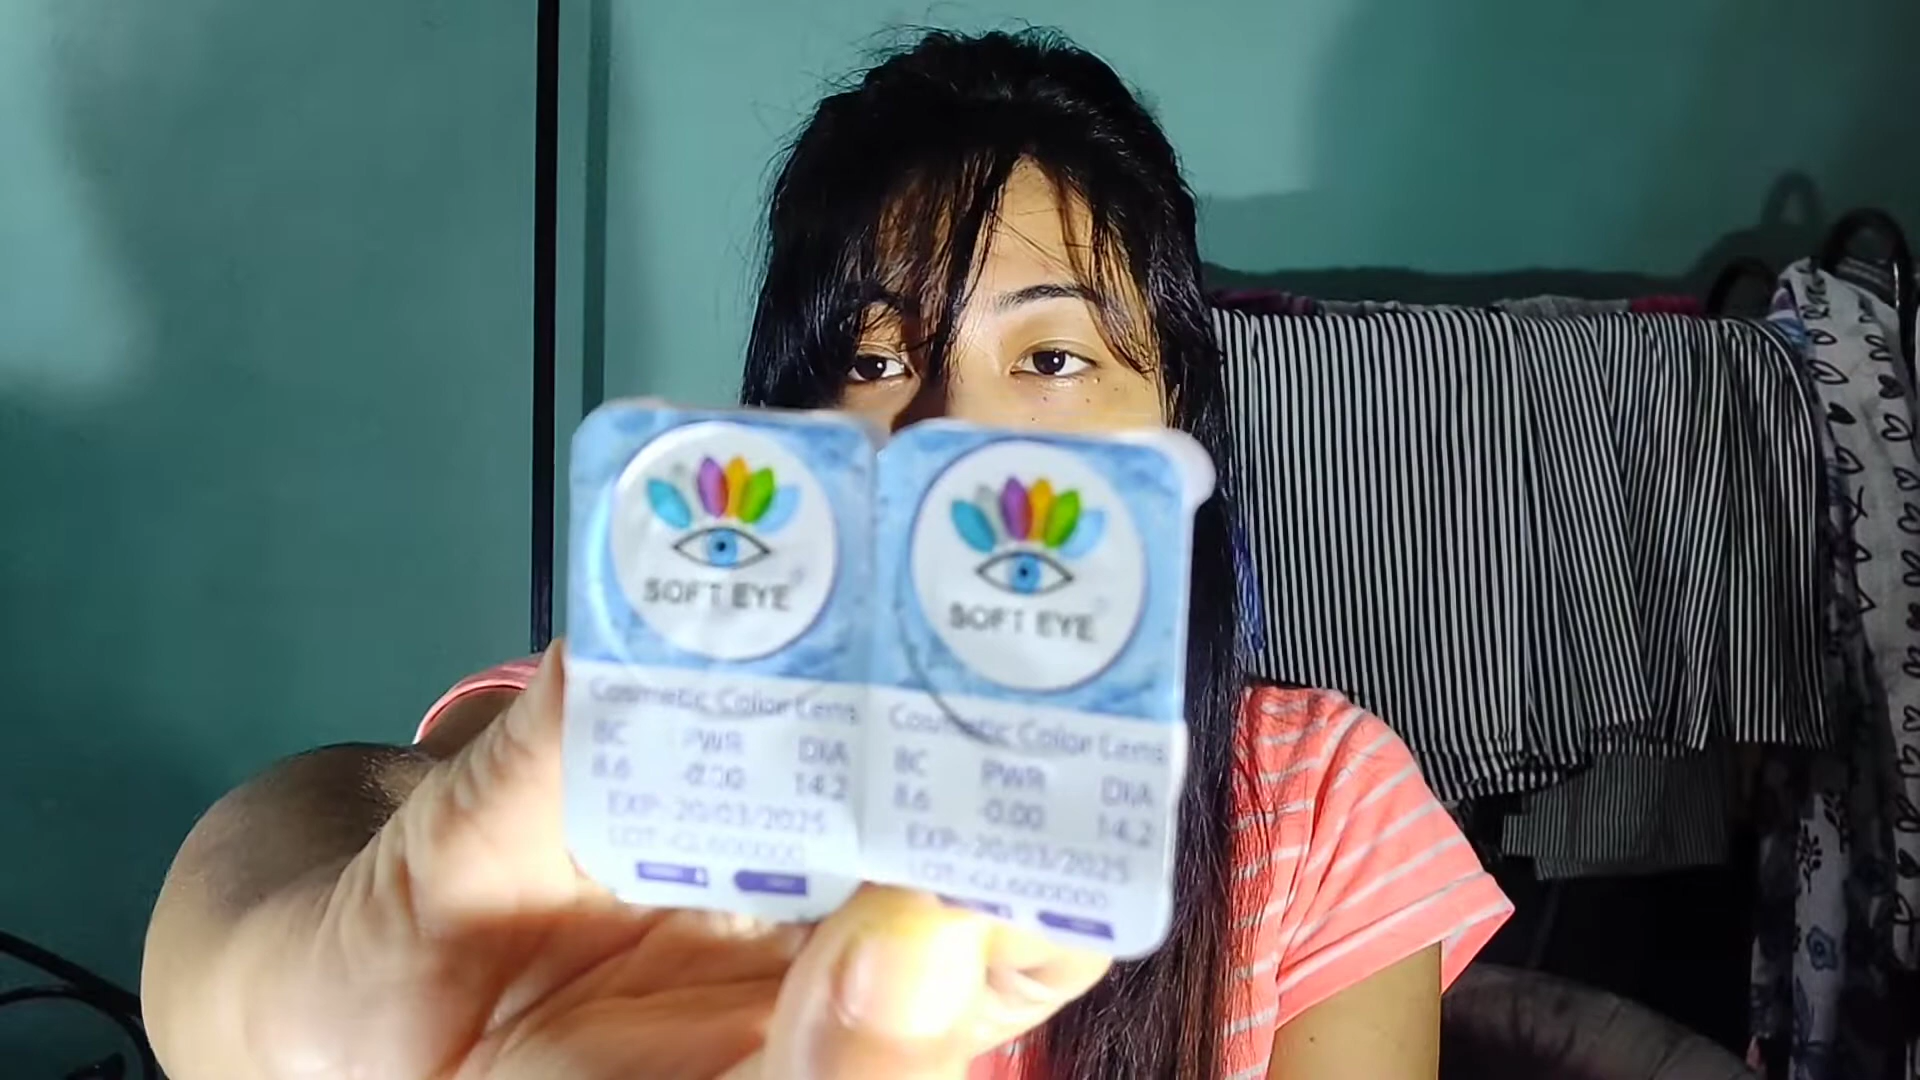 SOFT EYE
Cosmetic Color Lens
BC PWR DIA
8.6 -0.00 14.2
EXP: 20/03/2025
SOFT EYE
Cosmetic Color Lens
BC PWR DIA
8.6 -0.00 14.2
EXP: 20/03/2025